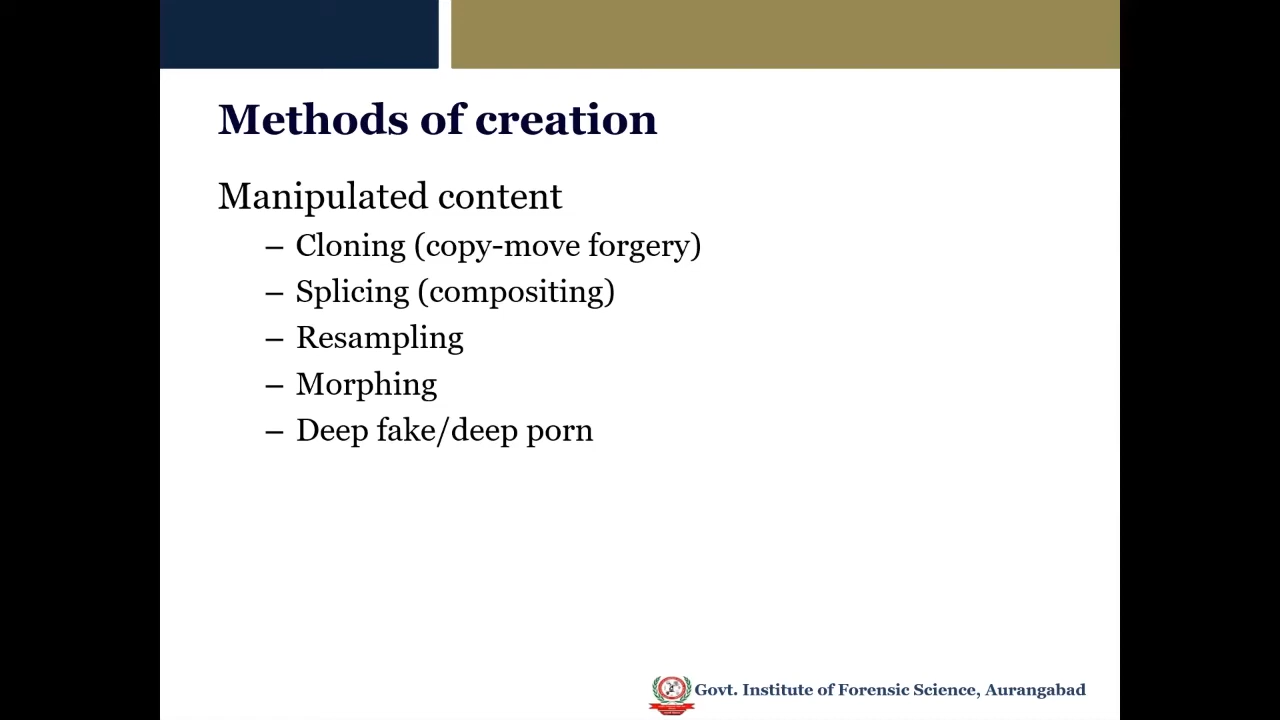 Methods of creation
Manipulated content
– Cloning (copy-move forgery)
– Splicing (compositing)
– Resampling
– Morphing
– Deep fake/deep porn
Govt. Institute of Forensic Science, Aurangabad